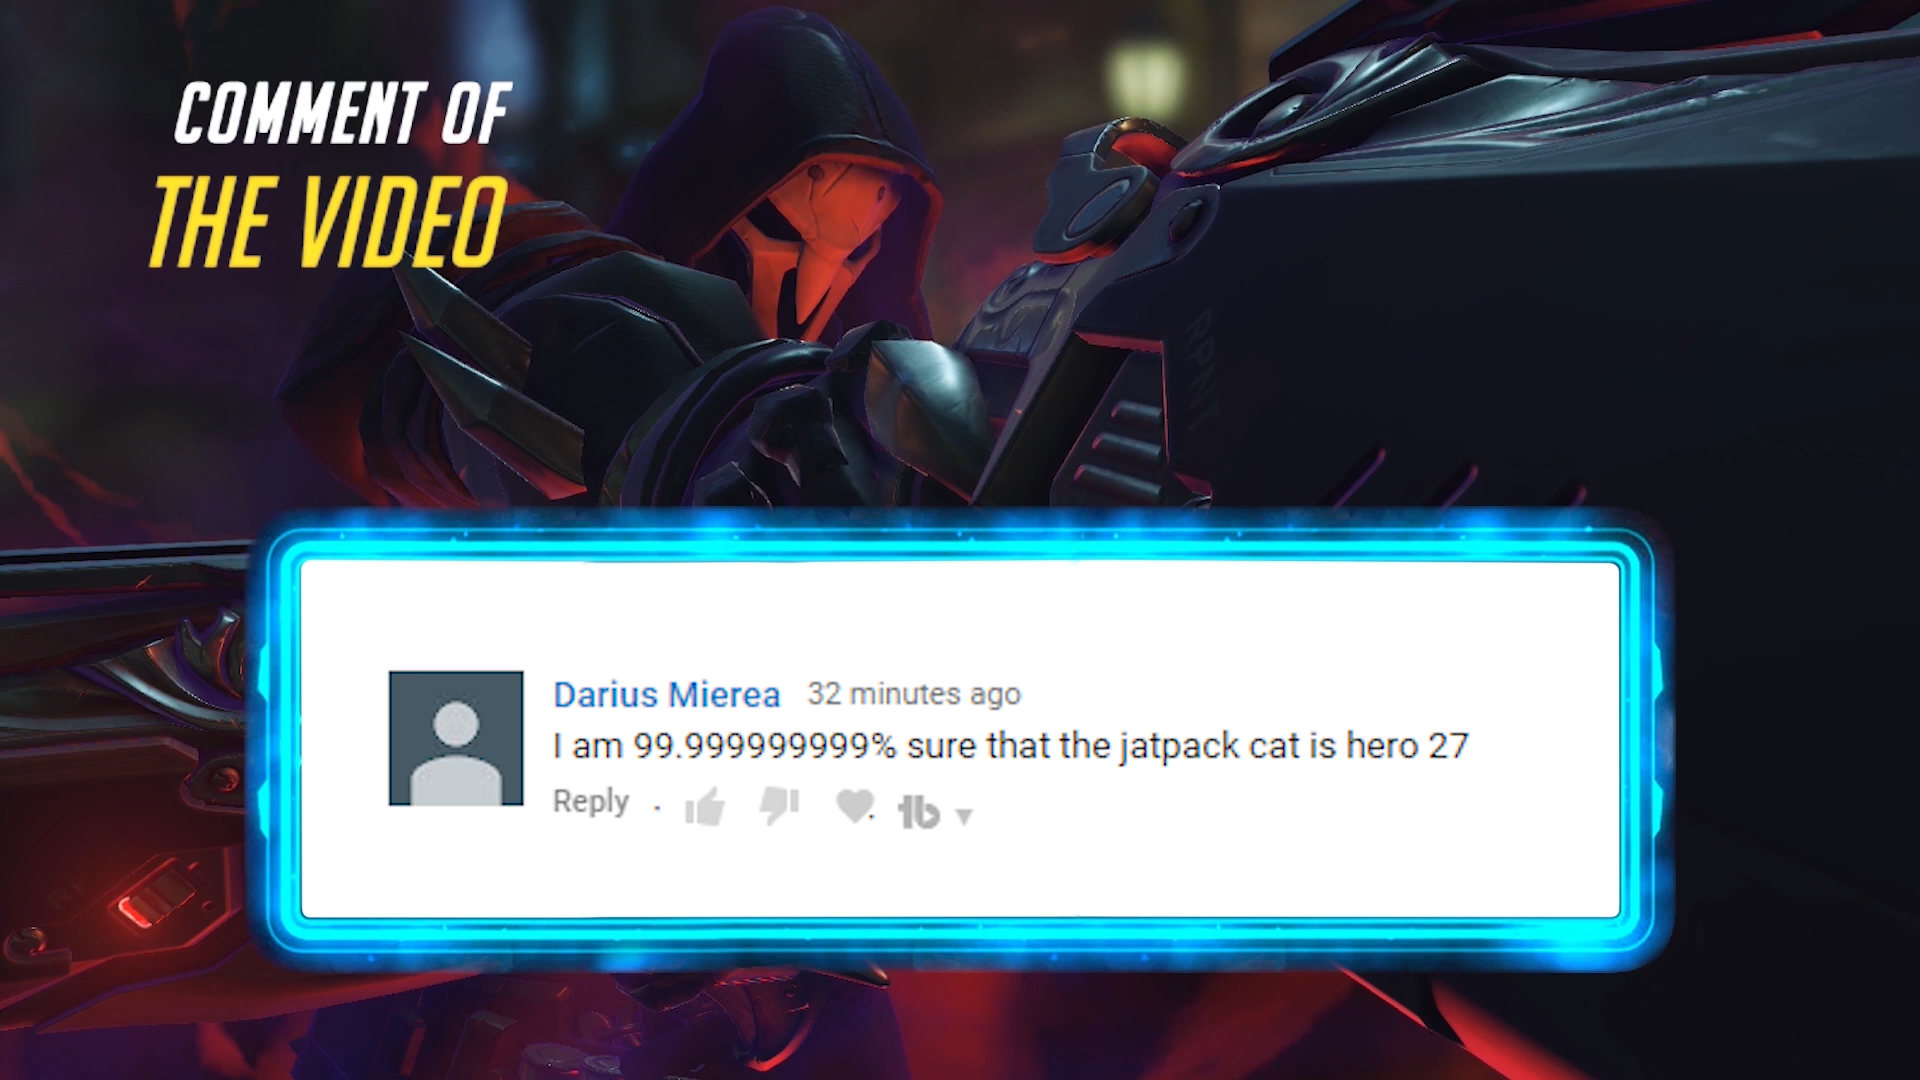 COMMENT OF
THE VIDEO
RPNT
Darius Mierea 32 minutes ago
I am 99.999999999% sure that the jatpack cat is hero 27
Reply